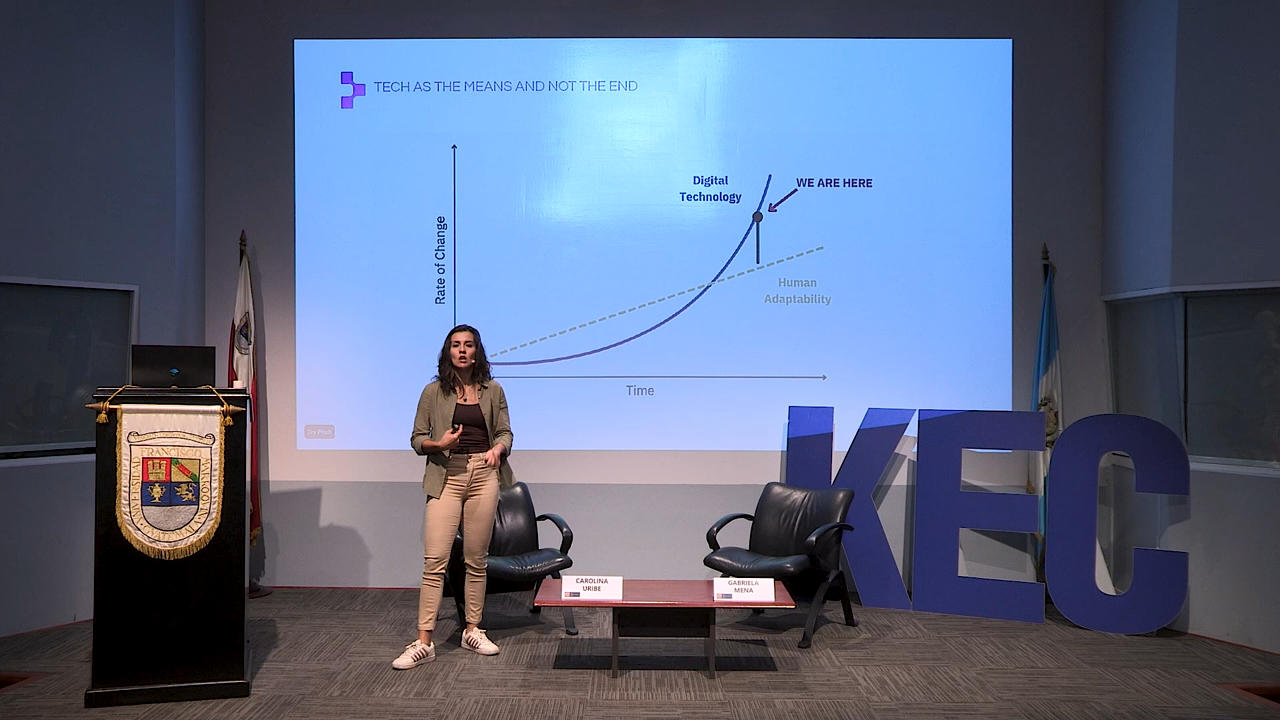 TECH AS THE MEANS AND NOT THE END
Digital
Technology
WE ARE HERE
Rate of Change
Human
Adaptability
Time
KEC
CAROLINA
URIBE
GABRIELA
MENA